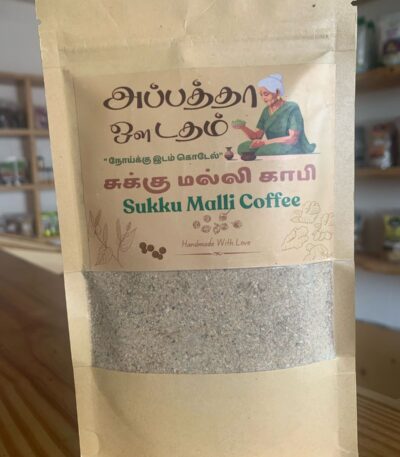 அப்பத்தா
ஔடதம்
"நோய்க்கு இடம் கொடேல்"
சுக்கு மல்லி காபி
Sukku Malli Coffee
Handmade With Love